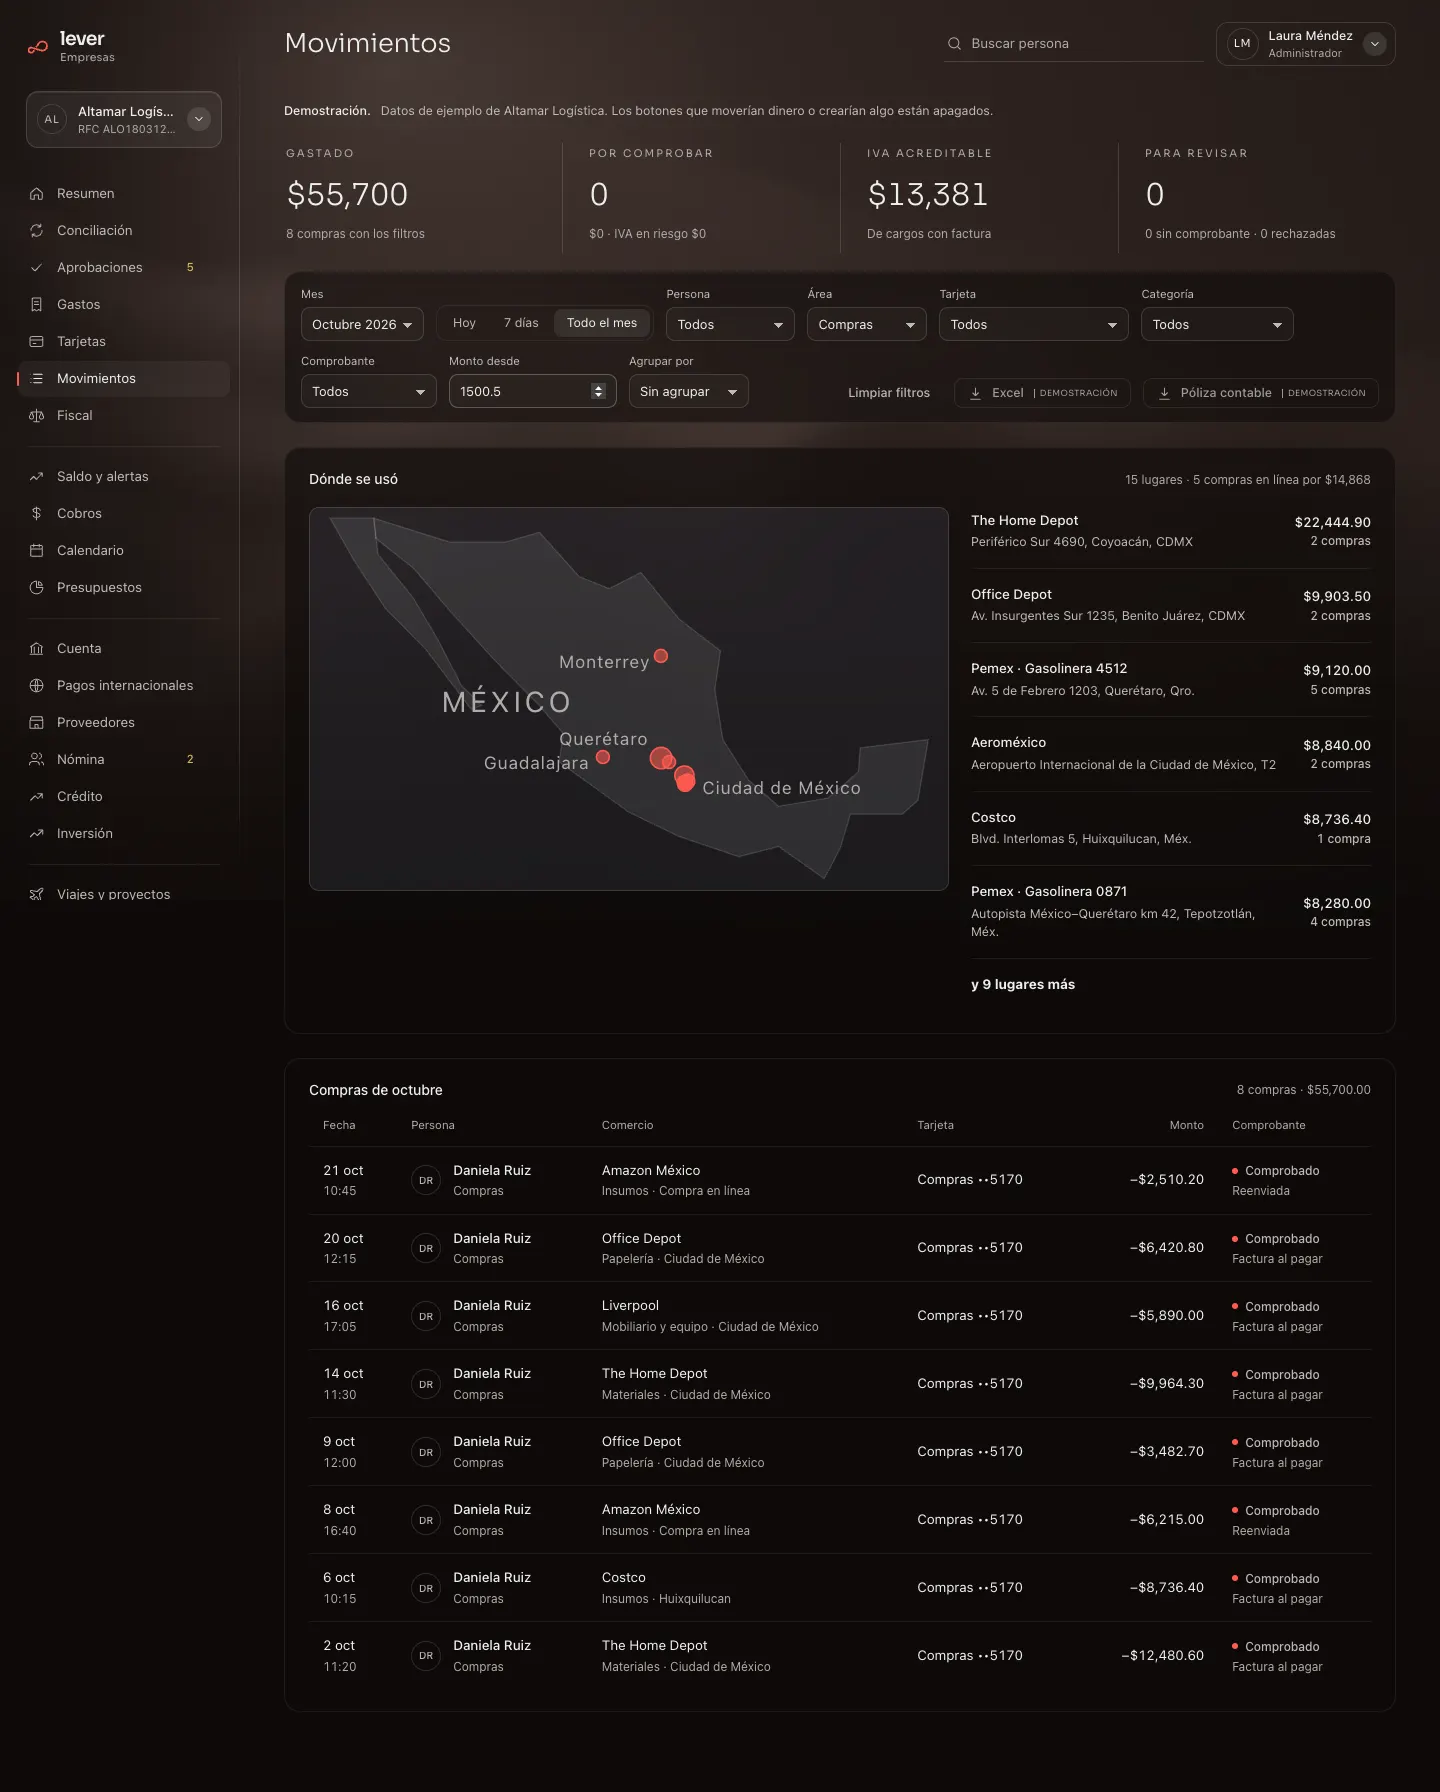 lever
Empresas
AL
Altamar Logís...
RFC ALO180312...
Resumen
Conciliación
Aprobaciones 5
Gastos
Tarjetas
Movimientos
Fiscal
Saldo y alertas
Cobros
Calendario
Presupuestos
Cuenta
Pagos internacionales
Proveedores
Nómina 2
Crédito
Inversión
Viajes y proyectos
Movimientos
Buscar persona
LM
Laura Méndez
Administrador
Demostración. Datos de ejemplo de Altamar Logística. Los botones que moverían dinero o crearían algo están apagados.
GASTADO
$55,700
8 compras con los filtros
POR COMPROBAR
0
$0 · IVA en riesgo $0
IVA ACREDITABLE
$13,381
De cargos con factura
PARA REVISAR
0
0 sin comprobante · 0 rechazadas
Mes
Octubre 2026
Hoy 7 días Todo el mes
Persona
Todos
Área
Compras
Tarjeta
Todos
Categoría
Todos
Comprobante
Todos
Monto desde
1500.5
Agrupar por
Sin agrupar
Limpiar filtros
Excel | DEMOSTRACIÓN
Póliza contable | DEMOSTRACIÓN
Dónde se usó
15 lugares · 5 compras en línea por $14,868
Monterrey
MÉXICO
Querétaro
Guadalajara
Ciudad de México
The Home Depot $22,444.90
Periférico Sur 4690, Coyoacán, CDMX 2 compras
Office Depot $9,903.50
Av. Insurgentes Sur 1235, Benito Juárez, CDMX 2 compras
Pemex · Gasolinera 4512 $9,120.00
Av. 5 de Febrero 1203, Querétaro, Qro. 5 compras
Aeroméxico $8,840.00
Aeropuerto Internacional de la Ciudad de México, T2 2 compras
Costco $8,736.40
Blvd. Interlomas 5, Huixquilucan, Méx. 1 compra
Pemex · Gasolinera 0871 $8,280.00
Autopista México–Querétaro km 42, Tepotzotlán, 4 compras
Méx.
y 9 lugares más
Compras de octubre 8 compras · $55,700.00
Fecha Persona Comercio Tarjeta Monto Comprobante
21 oct DR Daniela Ruiz Amazon México Compras ··5170 –$2,510.20 Comprobado
10:45 Compras Insumos · Compra en línea Reenviada
20 oct DR Daniela Ruiz Office Depot Compras ··5170 –$6,420.80 Comprobado
12:15 Compras Papelería · Ciudad de México Factura al pagar
16 oct DR Daniela Ruiz Liverpool Compras ··5170 –$5,890.00 Comprobado
17:05 Compras Mobiliario y equipo · Ciudad de México Factura al pagar
14 oct DR Daniela Ruiz The Home Depot Compras ··5170 –$9,964.30 Comprobado
11:30 Compras Materiales · Ciudad de México Factura al pagar
9 oct DR Daniela Ruiz Office Depot Compras ··5170 –$3,482.70 Comprobado
12:00 Compras Papelería · Ciudad de México Factura al pagar
8 oct DR Daniela Ruiz Amazon México Compras ··5170 –$6,215.00 Comprobado
16:40 Compras Insumos · Compra en línea Reenviada
6 oct DR Daniela Ruiz Costco Compras ··5170 –$8,736.40 Comprobado
10:15 Compras Insumos · Huixquilucan Factura al pagar
2 oct DR Daniela Ruiz The Home Depot Compras ··5170 –$12,480.60 Comprobado
11:20 Compras Materiales · Ciudad de México Factura al pagar